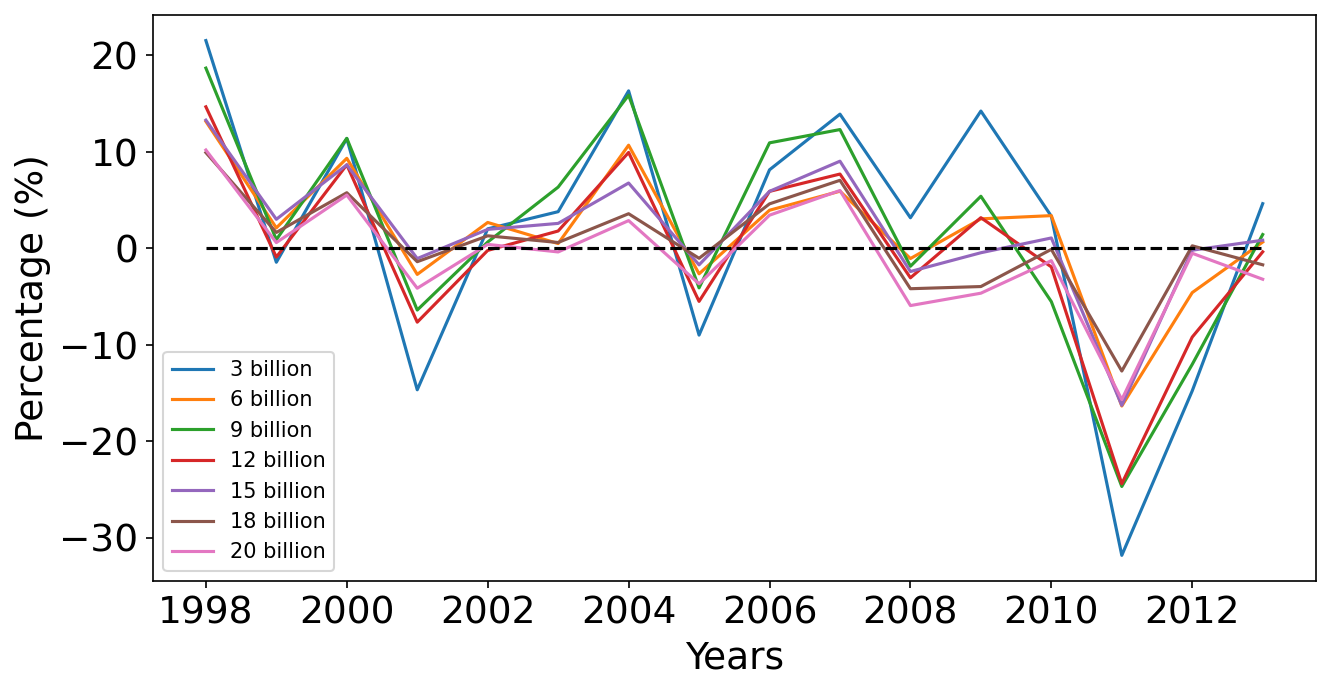 Percentage (%)
20
10
0
−10
−20
−30
3 billion
6 billion
9 billion
12 billion
15 billion
18 billion
20 billion
1998 2000 2002 2004 2006 2008 2010 2012
Years